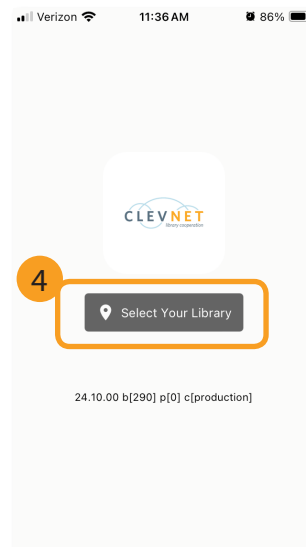 Verizon 11:36 AM 86%
CLEVNET
library cooperation
4
Select Your Library
24.10.00 b[290] p[0] c[production]